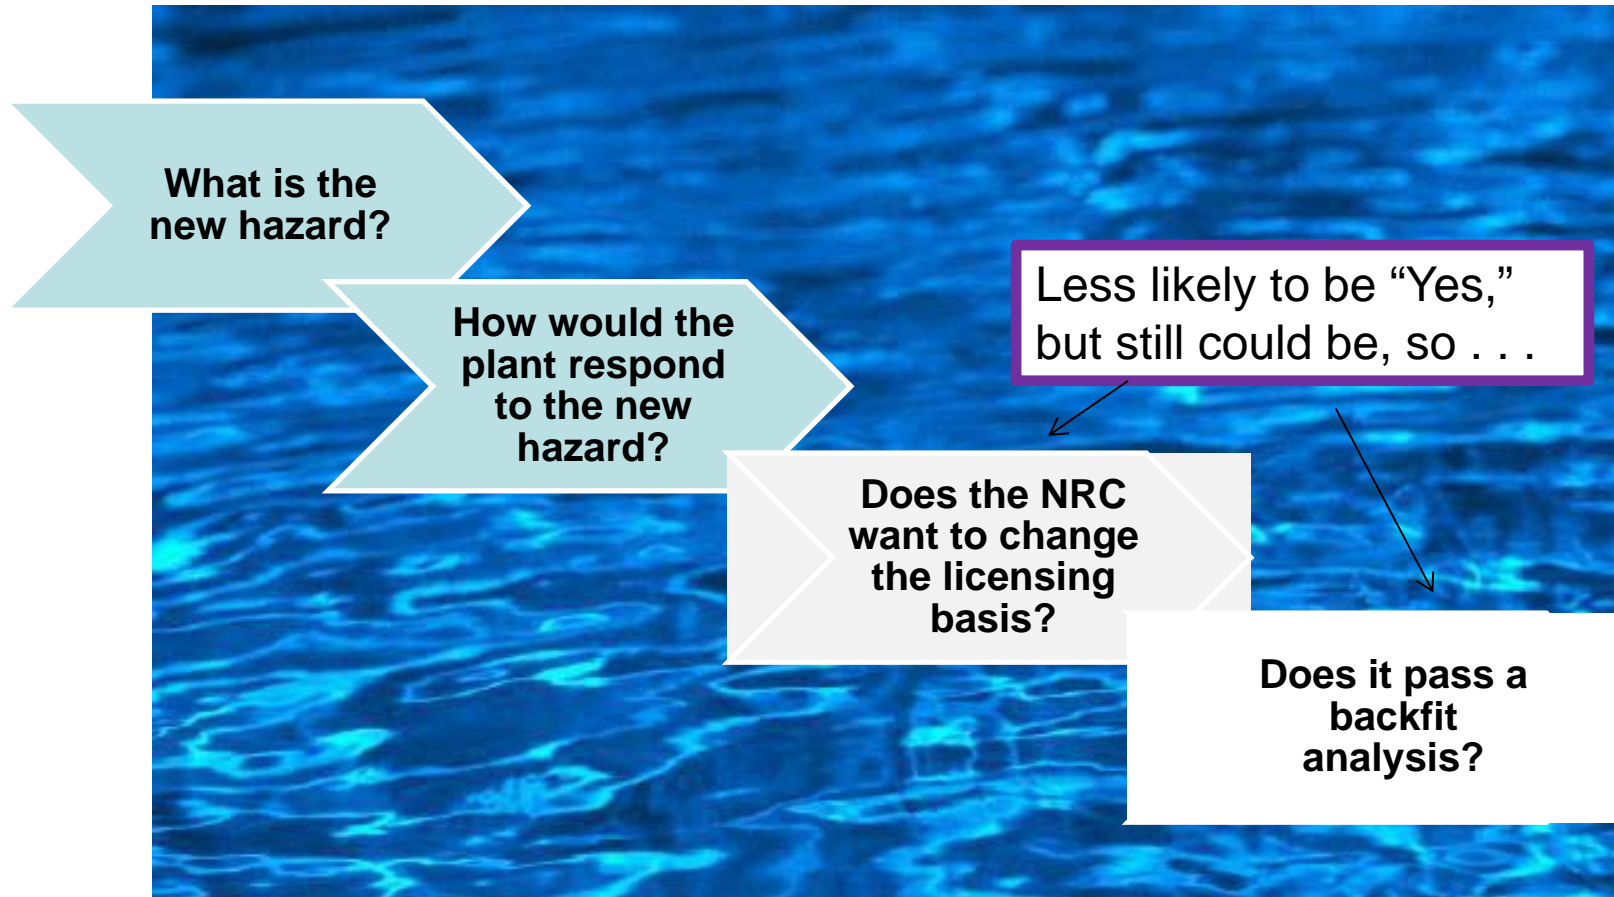 What is the
new hazard?
How would the
plant respond
to the new
hazard?
Less likely to be “Yes,”
but still could be, so . . .
Does the NRC
want to change
the licensing
basis?
Does it pass a
backfit
analysis?